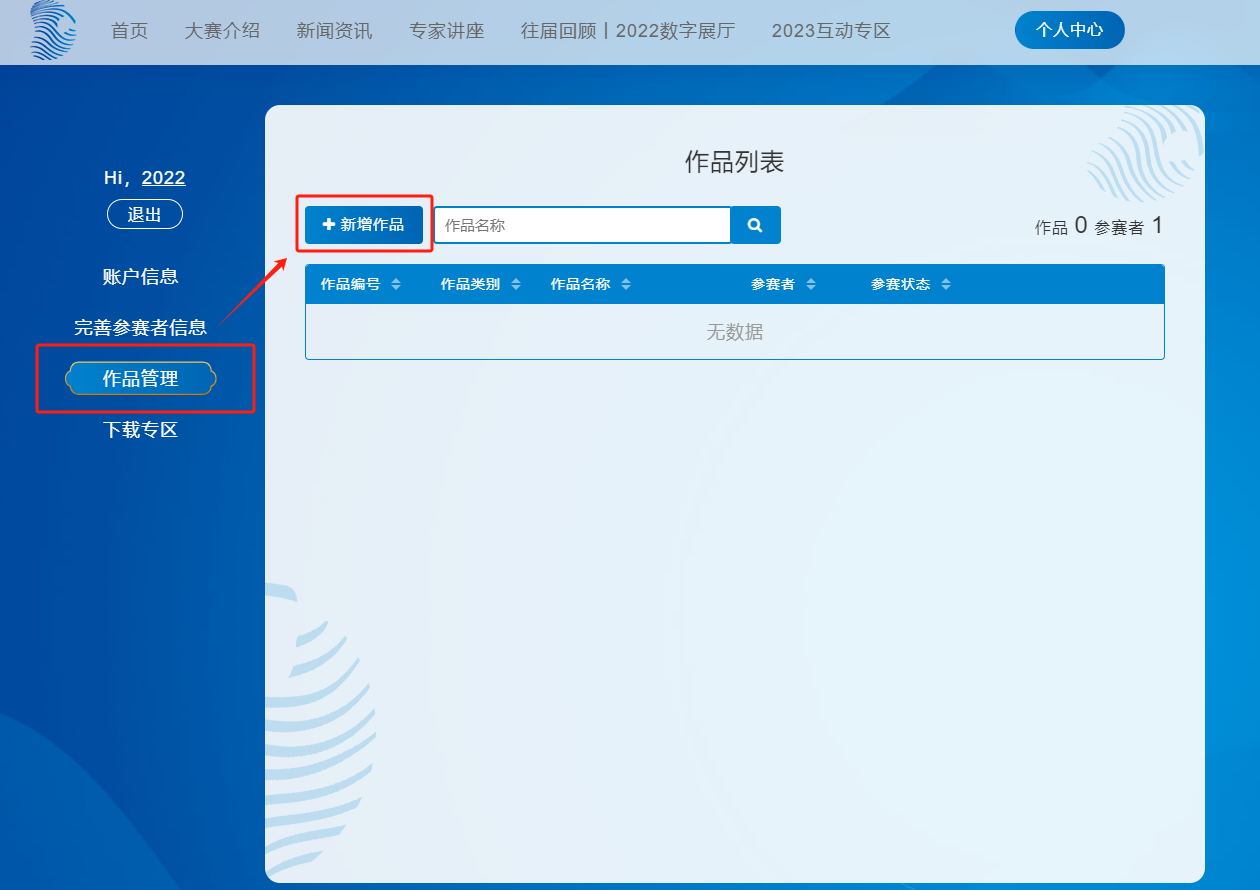 首页 大赛介绍 新闻资讯 专家讲座 往届回顾丨2022数字展厅 2023互动专区 个人中心
Hi，2022
退出
账户信息
完善参赛者信息
作品管理
下载专区
作品列表
新增作品 作品名称 作品 0 参赛者 1
作品编号 作品类别 作品名称 参赛者 参赛状态
无数据